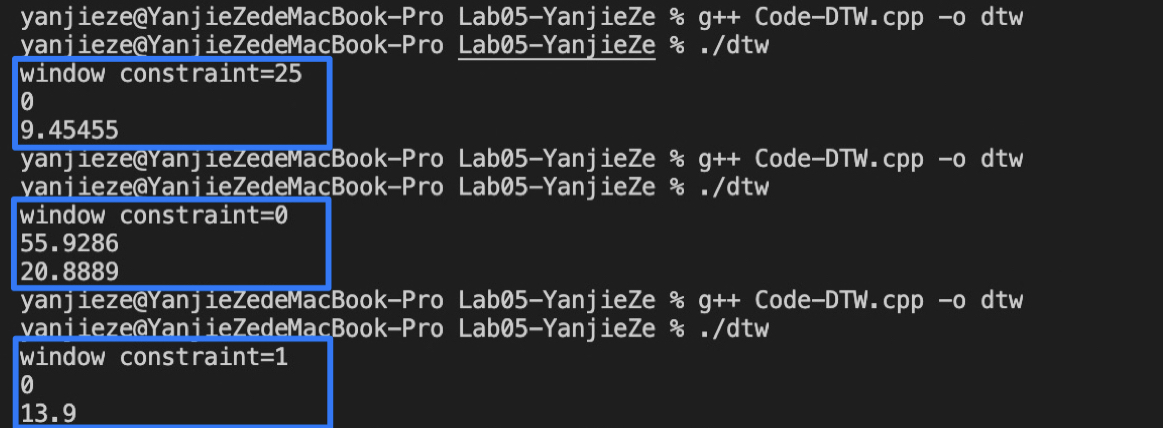 yanjieze@YanjieZedeMacBook-Pro Lab05-YanjieZe % g++ Code-DTW.cpp -o dtw
yanjieze@YanjieZedeMacBook-Pro Lab05-YanjieZe % ./dtw
window constraint=25
0
9.45455
yanjieze@YanjieZedeMacBook-Pro Lab05-YanjieZe % g++ Code-DTW.cpp -o dtw
yanjieze@YanjieZedeMacBook-Pro Lab05-YanjieZe % ./dtw
window constraint=0
55.9286
20.8889
yanjieze@YanjieZedeMacBook-Pro Lab05-YanjieZe % g++ Code-DTW.cpp -o dtw
yanjieze@YanjieZedeMacBook-Pro Lab05-YanjieZe % ./dtw
window constraint=1
0
13.9